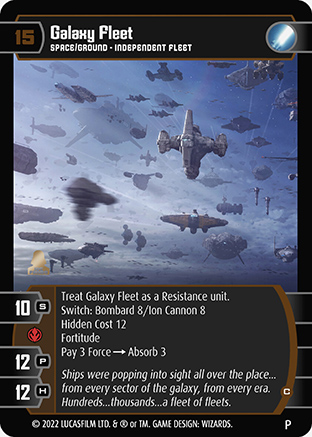 15
Galaxy Fleet
SPACE/GROUND - INDEPENDENT FLEET
10 S
Treat Galaxy Fleet as a Resistance unit.
Switch: Bombard 8/Ion Cannon 8
Hidden Cost 12
Fortitude
12 P
Pay 3 Force → Absorb 3
12 H
Ships were popping into sight all over the place...
from every sector of the galaxy, from every era.
Hundreds...thousands...a fleet of fleets.
C
© 2022 LUCASFILM LTD. & ® OR TM. GAME DESIGN: WIZARDS.
P